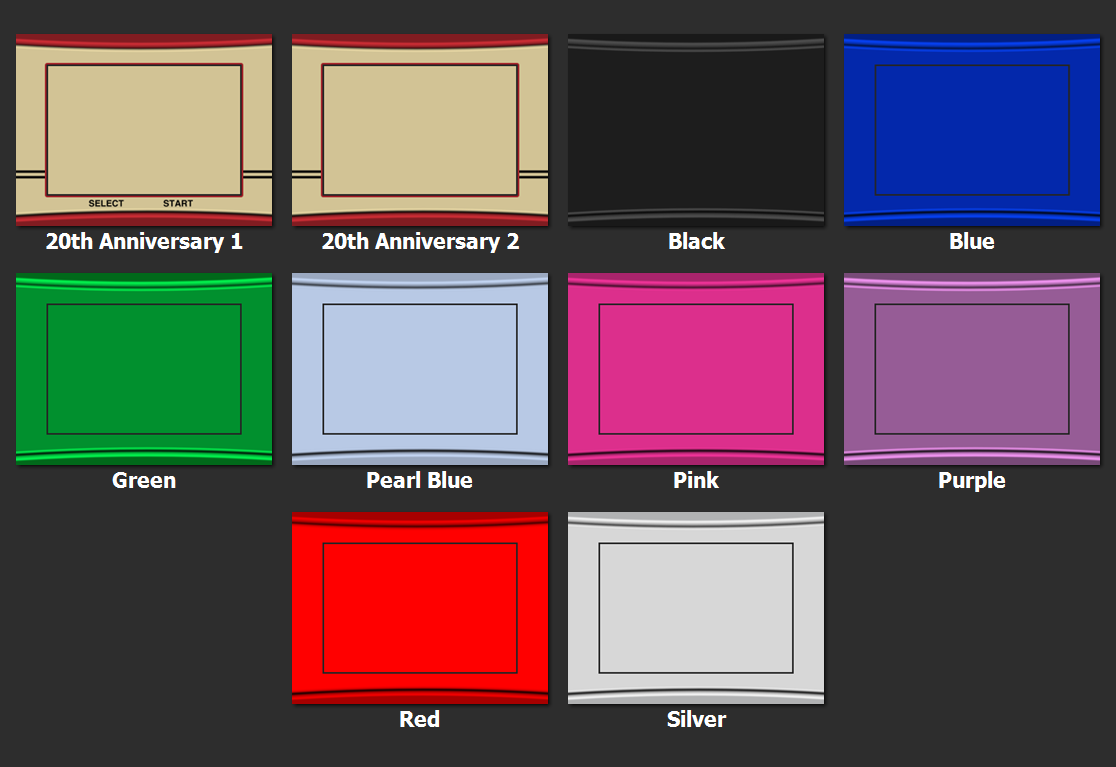 SELECT START
20th Anniversary 1
20th Anniversary 2
Black
Blue
Green
Pearl Blue
Pink
Purple
Red
Silver